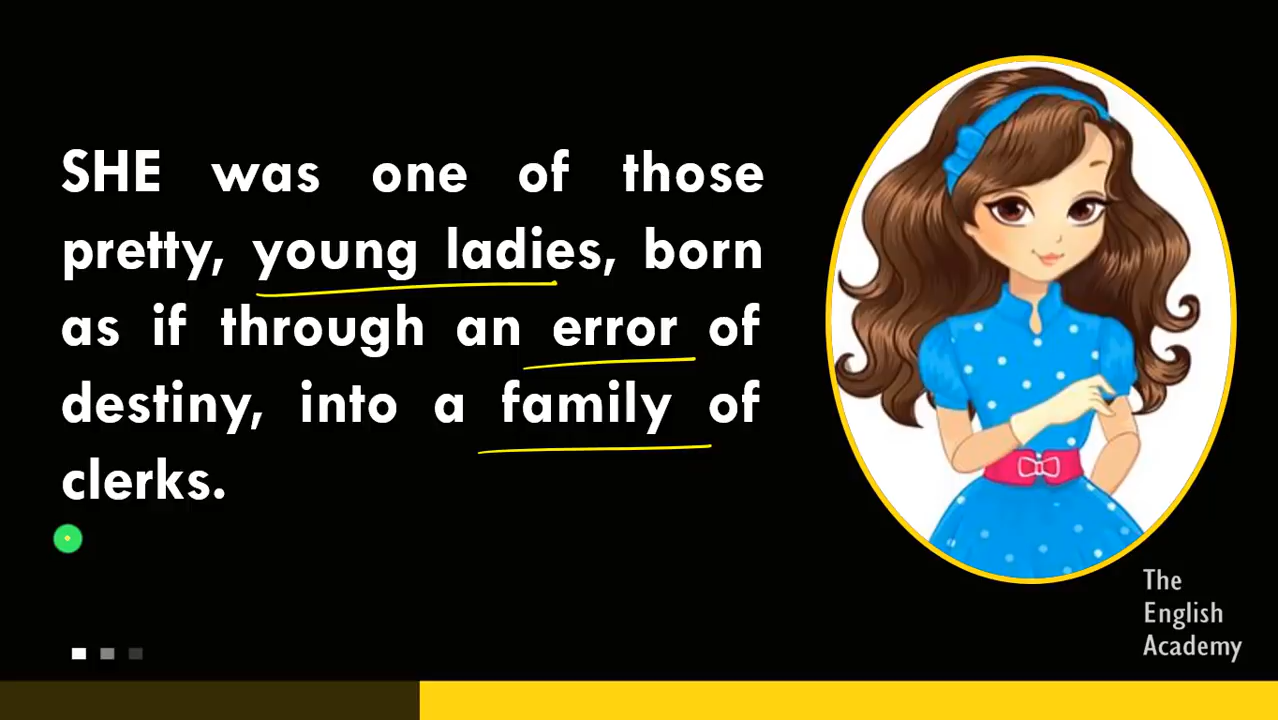 SHE was one of those
pretty, young ladies, born
as if through an error of
destiny, into a family of
clerks.
The
English
Academy